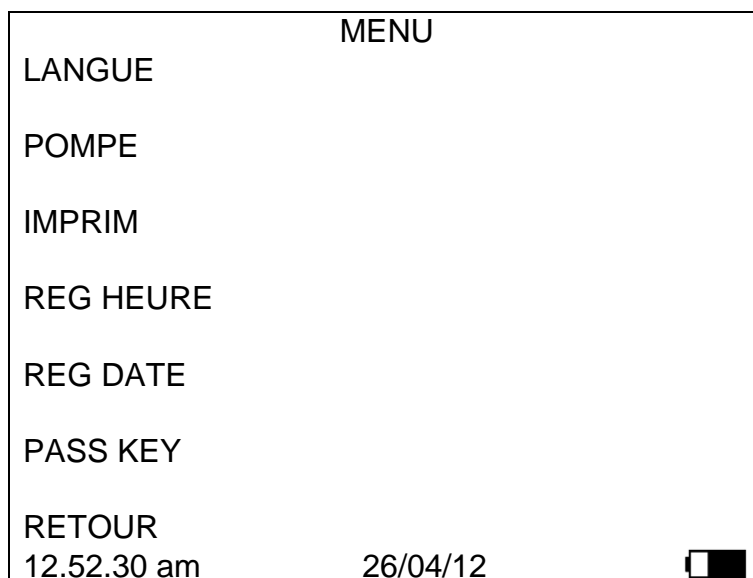 MENU
LANGUE
POMPE
IMPRIM
REG HEURE
REG DATE
PASS KEY
RETOUR
12.52.30 am 26/04/12